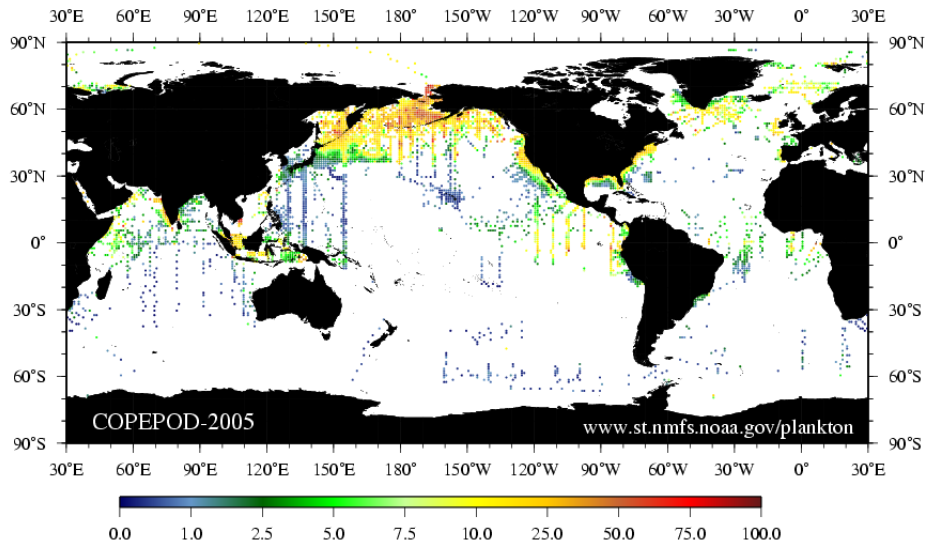 30°E 60°E 90°E 120°E 150°E 180° 150°W 120°W 90°W 60°W 30°W 0° 30°E
90°N 90°N
60°N 60°N
30°N 30°N
0° 0°
30°S 30°S
60°S 60°S
COPEPOD-2005 www.st.nmfs.noaa.gov/plankton
90°S 90°S
30°E 60°E 90°E 120°E 150°E 180° 150°W 120°W 90°W 60°W 30°W 0° 30°E
0.0 1.0 2.5 5.0 7.5 10.0 25.0 50.0 75.0 100.0